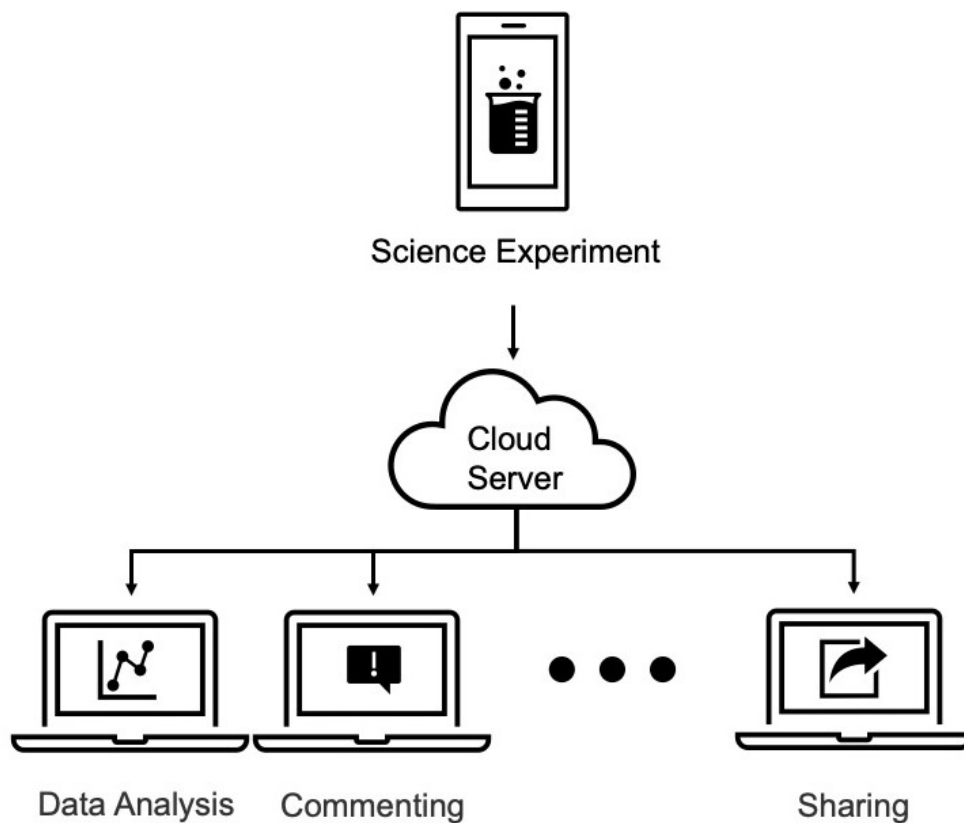 Science Experiment
Cloud
Server
Data Analysis
Commenting
Sharing